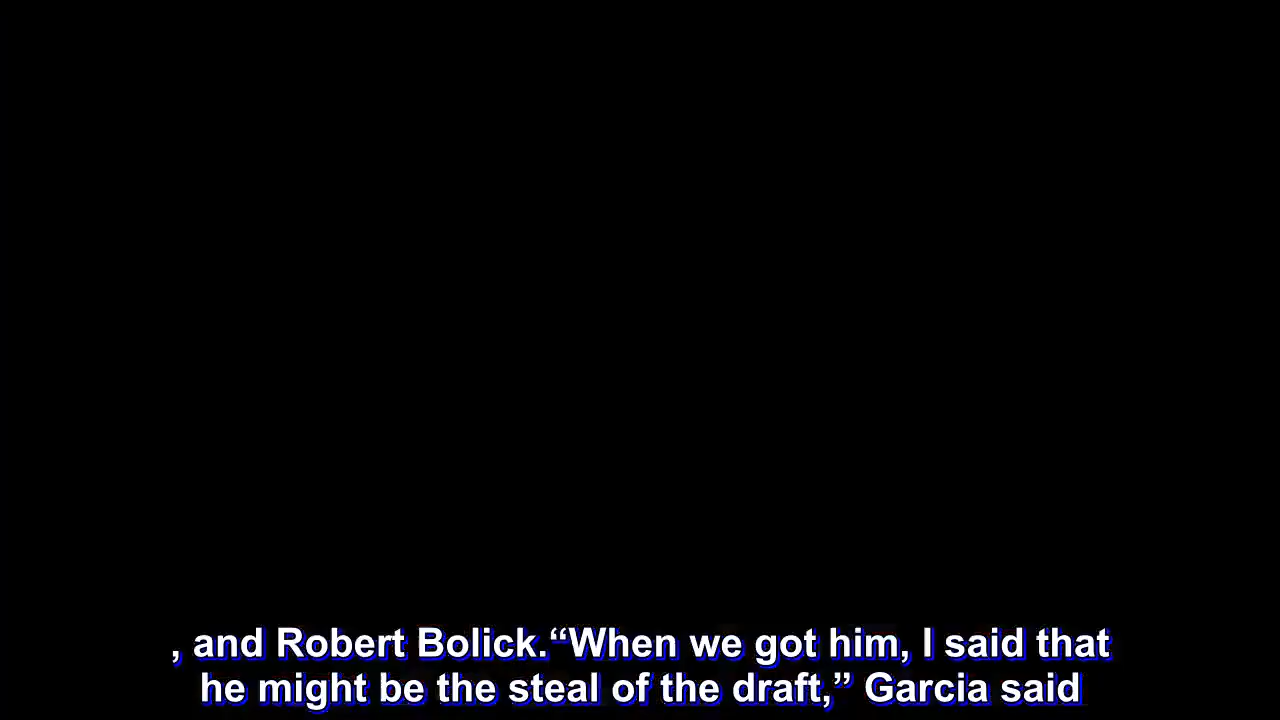 , and Robert Bolick.“When we got him, I said that
he might be the steal of the draft,” Garcia said